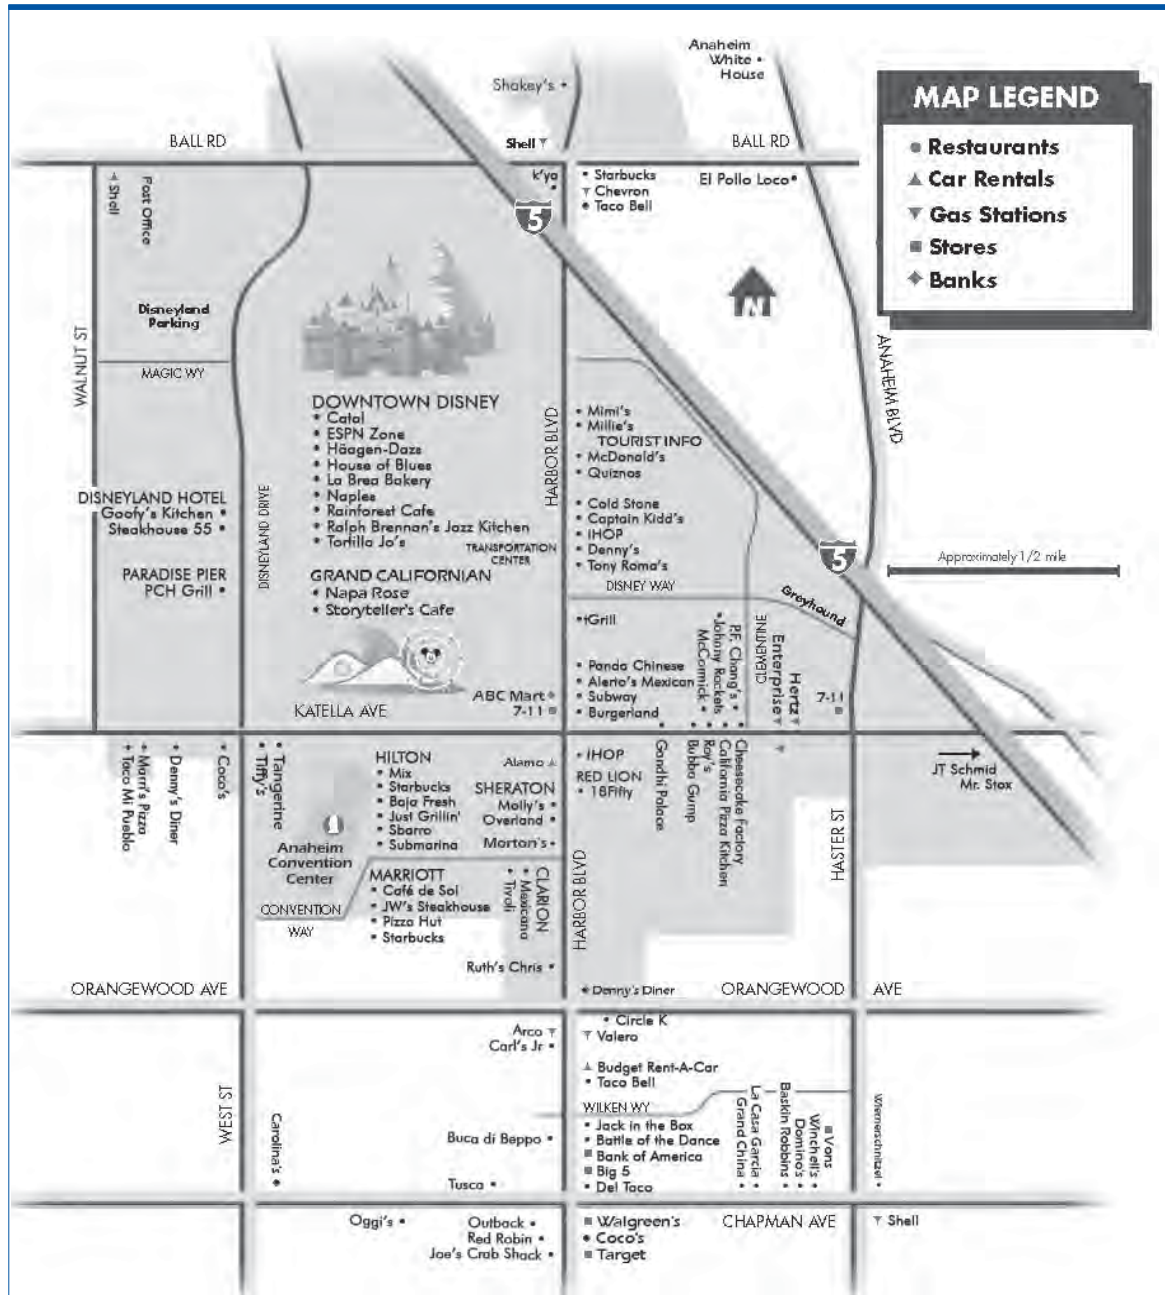 Anaheim
White •
House
Shakey's •
MAP LEGEND
● Restaurants
▲ Car Rentals
▼ Gas Stations
■ Stores
◆ Banks
BALL RD
Shell ▼
BALL RD
k'ya
•
• Starbucks
▼ Chevron
• Taco Bell
El Pollo Loco •
▲ Shell
Post Office
5
N
Disneyland
Parking
WALNUT ST
MAGIC WY
ANAHEIM BLVD
DOWNTOWN DISNEY
• Catal
• ESPN Zone
• Häagen-Dazs
• House of Blues
• La Brea Bakery
• Naples
• Rainforest Cafe
• Ralph Brennan's Jazz Kitchen
• Tortilla Jo's
HARBOR BLVD
TRANSPORTATION
CENTER
• Mimi's
• Millie's
TOURIST INFO
• McDonald's
• Quiznos
• Cold Stone
• Captain Kidd's
• IHOP
• Denny's
• Tony Roma's
DISNEYLAND HOTEL
Goofy's Kitchen •
Steakhouse 55 •
DISNEYLAND DRIVE
PARADISE PIER
PCH Grill •
GRAND CALIFORNIAN
• Napa Rose
• Storyteller's Cafe
5
Approximately 1/2 mile
DISNEY WAY
Greyhound
•tGrill
CLEMENTINE
P.F. Chang's •
• Johnny Rockets
McCormick •
Enterprise ▼
Hertz ▼
• Panda Chinese
• Alerto's Mexican
• Subway
• Burgerland
7-11
■
ABC Mart
7-11 ■
KATELLA AVE
• Taco Mi Pueblo
• Marri's Pizza
• Denny's Diner
• Coco's
• Tiffy's
• Tangerine
HILTON
• Mix
• Starbucks
• Baja Fresh
• Just Grillin'
• Sbarro
• Submarina
Alamo ▲
SHERATON
Molly's •
Overland •
Morton's •
• IHOP
RED LION
• 18Fifty
Gandhi Palace
Bubba Gump
Roy's
California Pizza Kitchen
Cheesecake Factory
JT Schmid
Mr. Stox
Anaheim
Convention
Center
HASTER ST
HARBOR BLVD
MARRIOTT
• Café de Sol
• JW's Steakhouse
• Pizza Hut
• Starbucks
CLARION
• Mexicana
• Tivoli
CONVENTION
WAY
Ruth's Chris •
ORANGEWOOD AVE
• Denny's Diner
ORANGEWOOD
AVE
Arco ▼
Carl's Jr •
• Circle K
▼ Valero
▲ Budget Rent-A-Car
• Taco Bell
WILKEN WY
WEST ST
Carolina's •
Buca di Beppo •
Tusca •
• Jack in the Box
• Battle of the Dance
■ Bank of America
■ Big 5
• Del Taco
Grand China •
La Casa Garcia •
Baskin Robbins •
Domino's •
Winchell's •
■ Vons
Wienerschnitzel •
Oggi's •
Outback •
Red Robin •
Joe's Crab Shack •
■ Walgreen's
• Coco's
■ Target
CHAPMAN AVE
▼ Shell